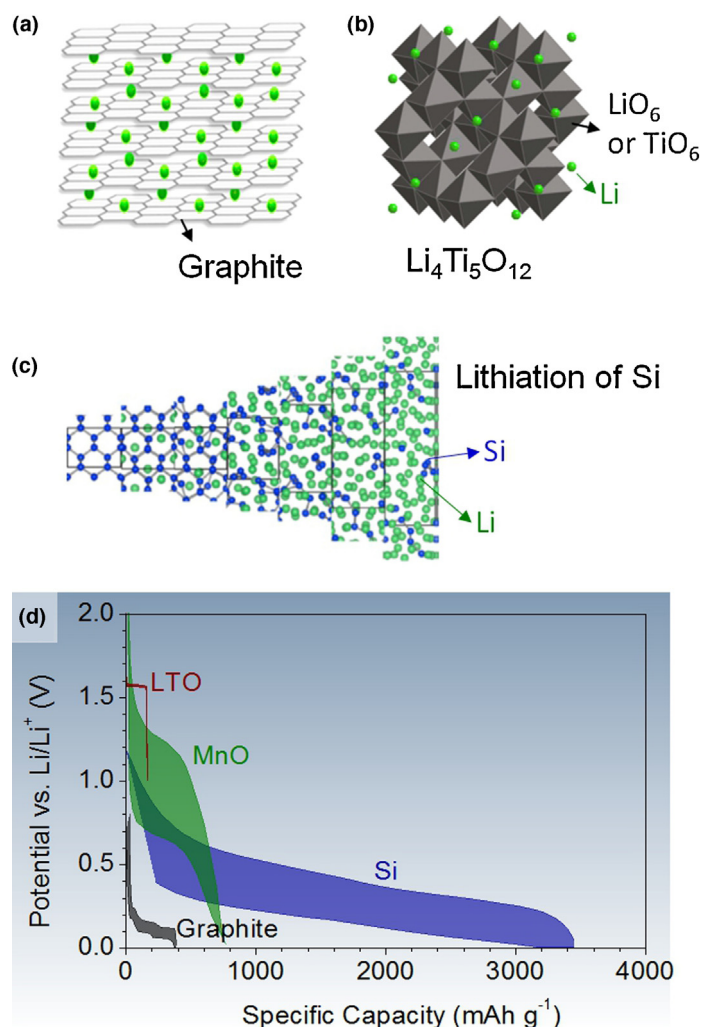 (a)
(b)
LiO₆
or TiO₆
Li
Graphite
Li₄Ti₅O₁₂
(c)
Lithiation of Si
Si
Li
(d)
2.0
1.5
1.0
0.5
0.0
Potential vs. Li/Li⁺ (V)
LTO
MnO
Si
Graphite
0
1000
2000
3000
4000
Specific Capacity (mAh g⁻¹)